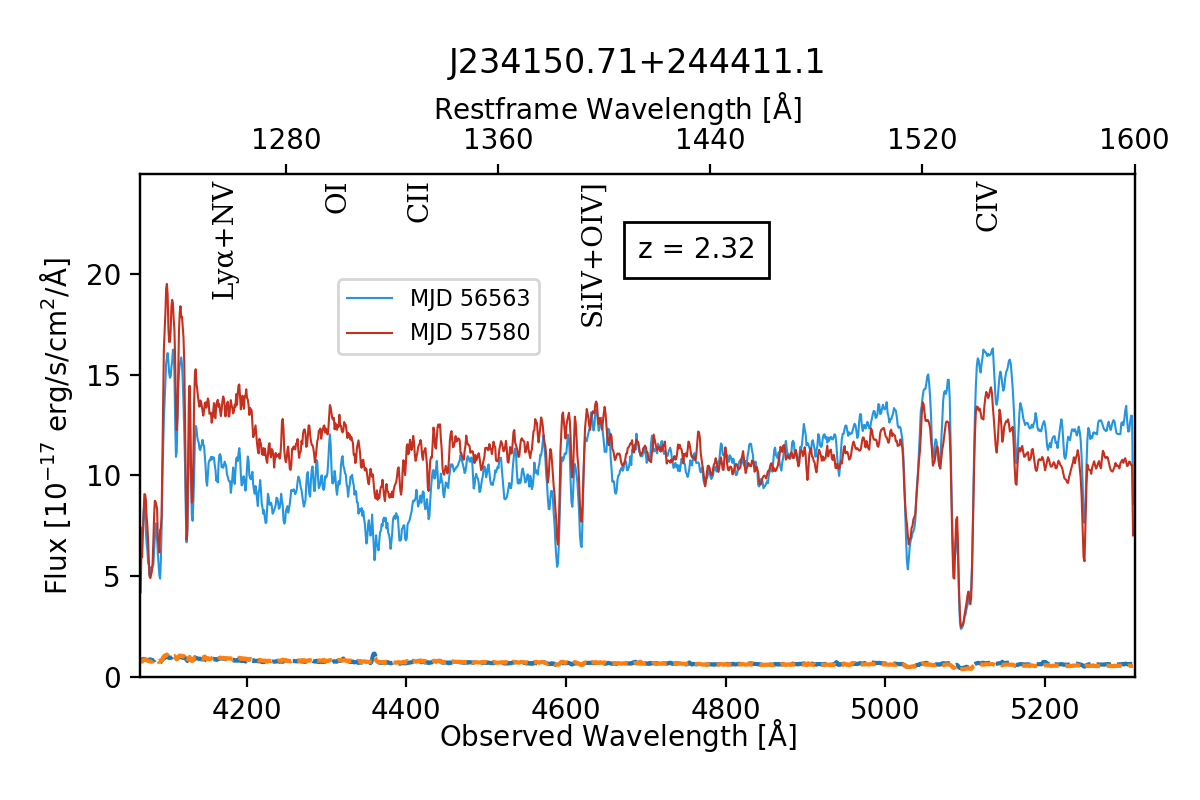 J234150.71+244411.1
Restframe Wavelength [Å]
1280 1360 1440 1520 1600
Lyα+NV
OI
CII
SiIV+OIV]
CIV
z = 2.32
MJD 56563
MJD 57580
Flux [10⁻¹⁷ erg/s/cm²/Å]
20
15
10
5
0
4200 4400 4600 4800 5000 5200
Observed Wavelength [Å]